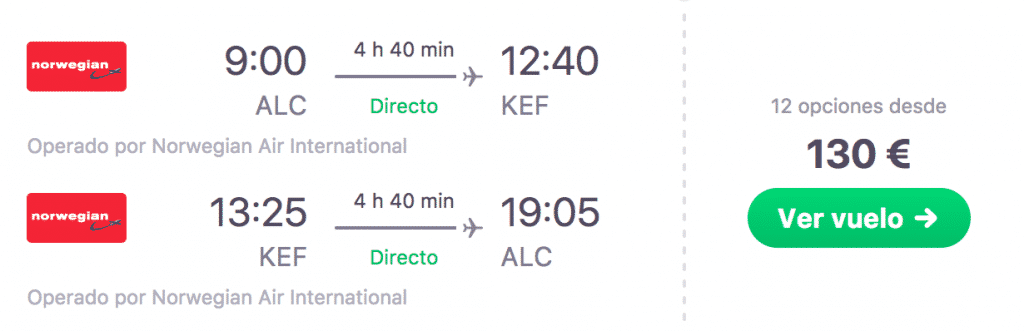 norwegian
9:00
4 h 40 min
12:40
ALC
Directo
KEF
Operado por Norwegian Air International
norwegian
13:25
4 h 40 min
19:05
KEF
Directo
ALC
Operado por Norwegian Air International
12 opciones desde
130 €
Ver vuelo →